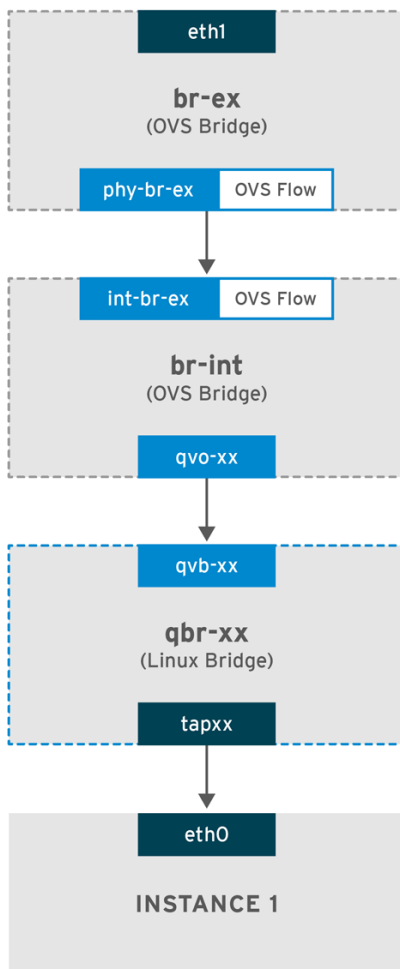 eth1
br-ex
(OVS Bridge)
phy-br-ex OVS Flow
int-br-ex OVS Flow
br-int
(OVS Bridge)
qvo-xx
qvb-xx
qbr-xx
(Linux Bridge)
tapxx
eth0
INSTANCE 1